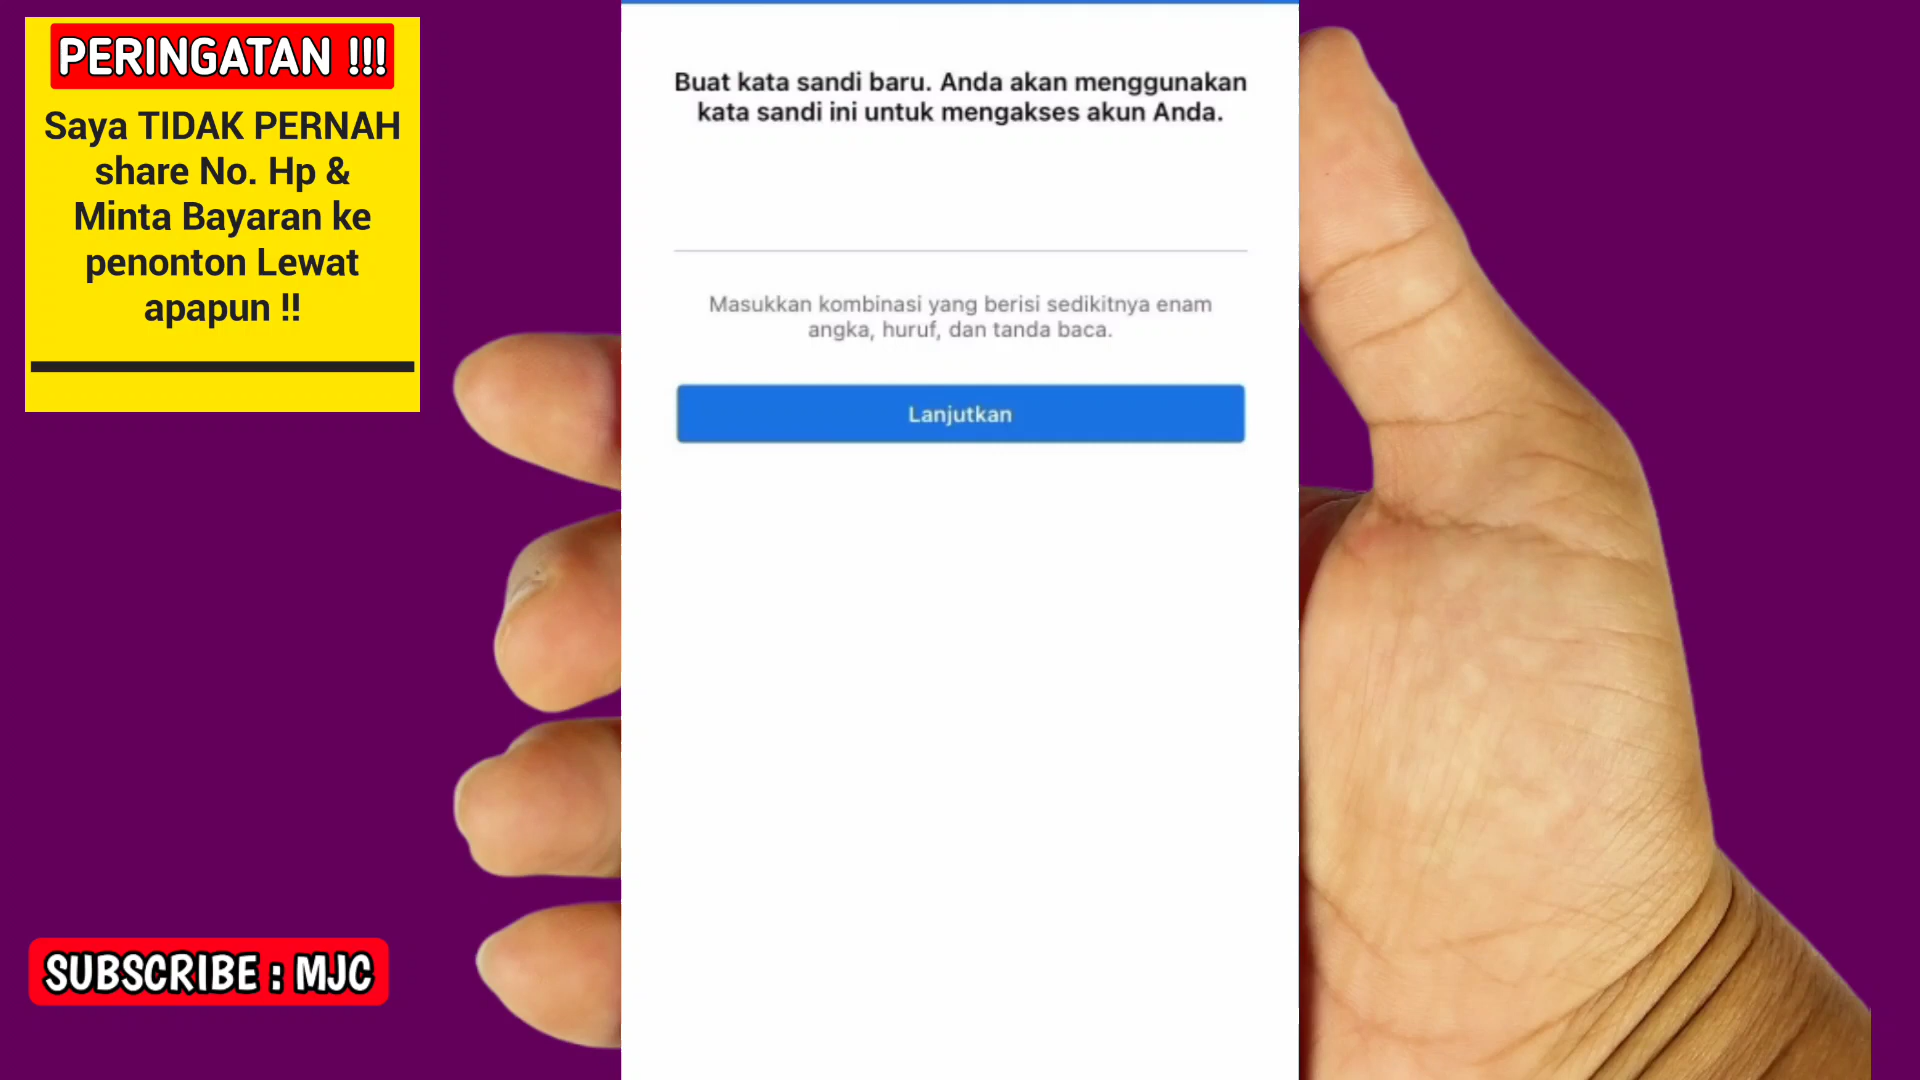 PERINGATAN !!!
Saya TIDAK PERNAH
share No. Hp &
Minta Bayaran ke
penonton Lewat
apapun !!
SUBSCRIBE : MJC
Buat kata sandi baru. Anda akan menggunakan
kata sandi ini untuk mengakses akun Anda.
Masukkan kombinasi yang berisi sedikitnya enam
angka, huruf, dan tanda baca.
Lanjutkan